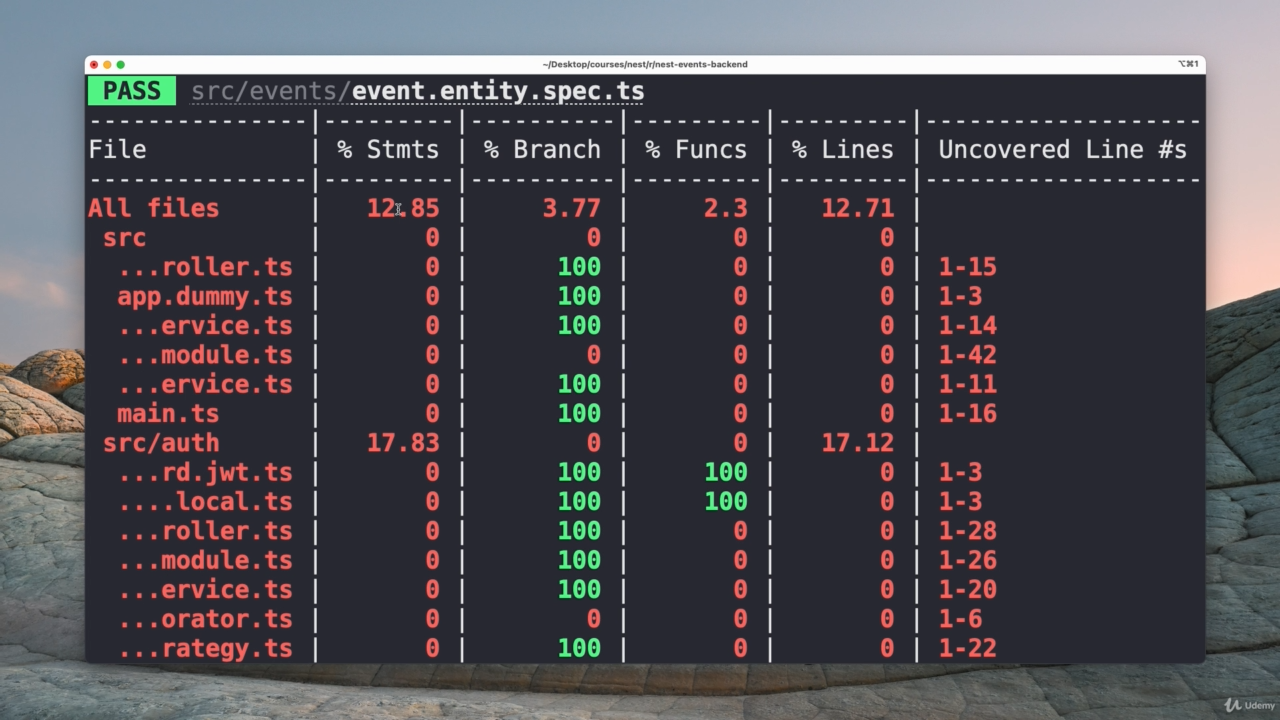 ~/Desktop/courses/nest/r/nest-events-backend
⌥⌘1
PASS src/events/event.entity.spec.ts
File | % Stmts | % Branch | % Funcs | % Lines | Uncovered Line #s
All files | 12.85 | 3.77 | 2.3 | 12.71 |
src | 0 | 0 | 0 | 0 |
...roller.ts | 0 | 100 | 0 | 0 | 1-15
app.dummy.ts | 0 | 100 | 0 | 0 | 1-3
...ervice.ts | 0 | 100 | 0 | 0 | 1-14
...module.ts | 0 | 0 | 0 | 0 | 1-42
...ervice.ts | 0 | 100 | 0 | 0 | 1-11
main.ts | 0 | 100 | 0 | 0 | 1-16
src/auth | 17.83 | 0 | 0 | 17.12 |
...rd.jwt.ts | 0 | 100 | 100 | 0 | 1-3
....local.ts | 0 | 100 | 100 | 0 | 1-3
...roller.ts | 0 | 100 | 0 | 0 | 1-28
...module.ts | 0 | 100 | 0 | 0 | 1-26
...ervice.ts | 0 | 100 | 0 | 0 | 1-20
...orator.ts | 0 | 0 | 0 | 0 | 1-6
...rategy.ts | 0 | 100 | 0 | 0 | 1-22
Udemy